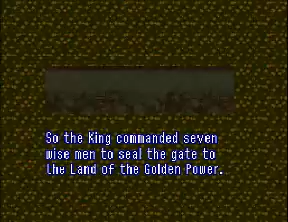 So the King commanded seven
wise men to seal the gate to
the Land of the Golden Power.